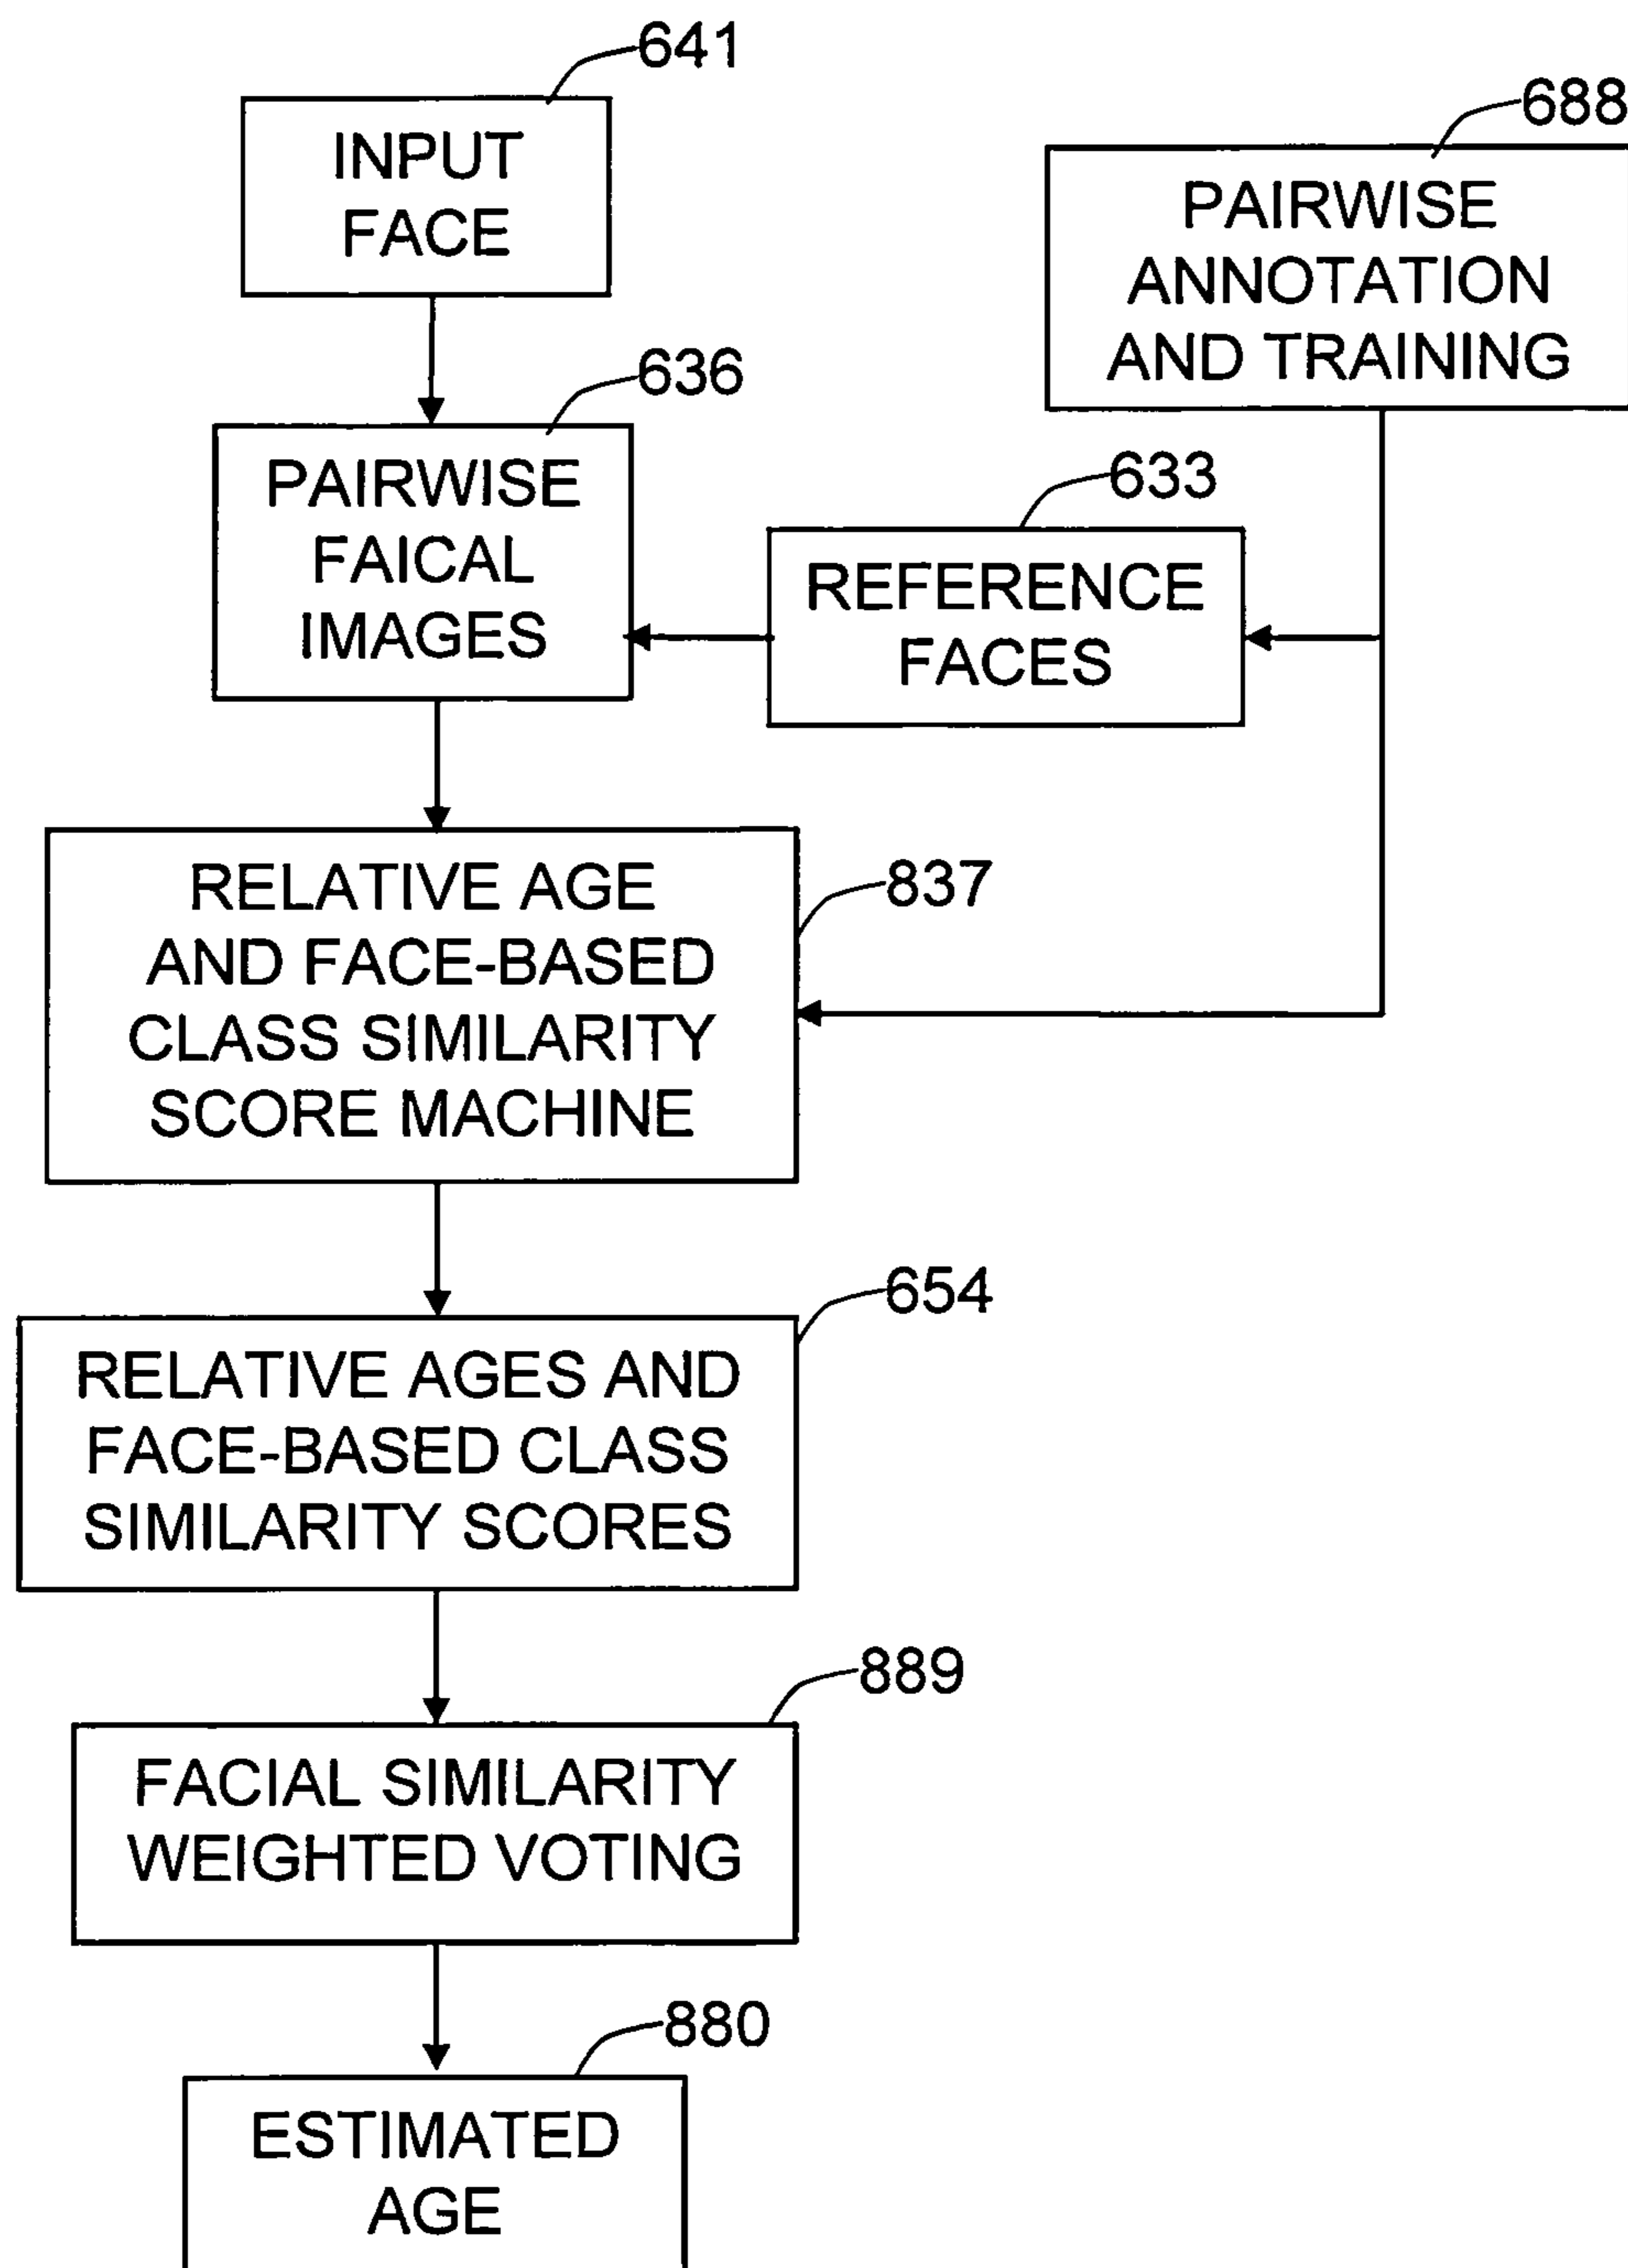 641
INPUT
FACE
688
PAIRWISE
ANNOTATION
AND TRAINING
636
PAIRWISE
FAICAL
IMAGES
633
REFERENCE
FACES
837
RELATIVE AGE
AND FACE-BASED
CLASS SIMILARITY
SCORE MACHINE
654
RELATIVE AGES AND
FACE-BASED CLASS
SIMILARITY SCORES
889
FACIAL SIMILARITY
WEIGHTED VOTING
880
ESTIMATED
AGE